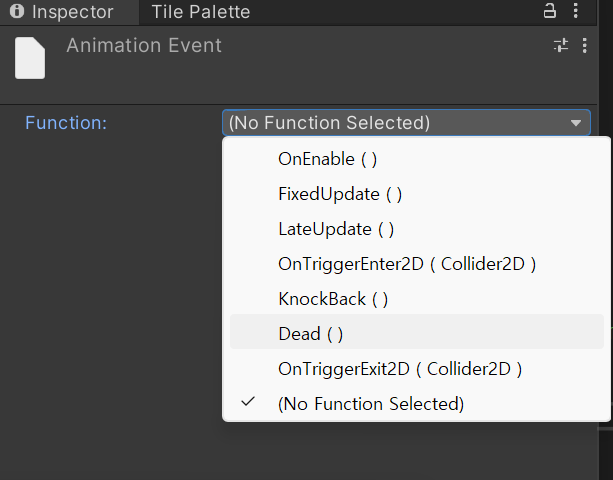 Inspector Tile Palette
Animation Event
Function: (No Function Selected)
OnEnable ( )
FixedUpdate ( )
LateUpdate ( )
OnTriggerEnter2D ( Collider2D )
KnockBack ( )
Dead ( )
OnTriggerExit2D ( Collider2D )
(No Function Selected)